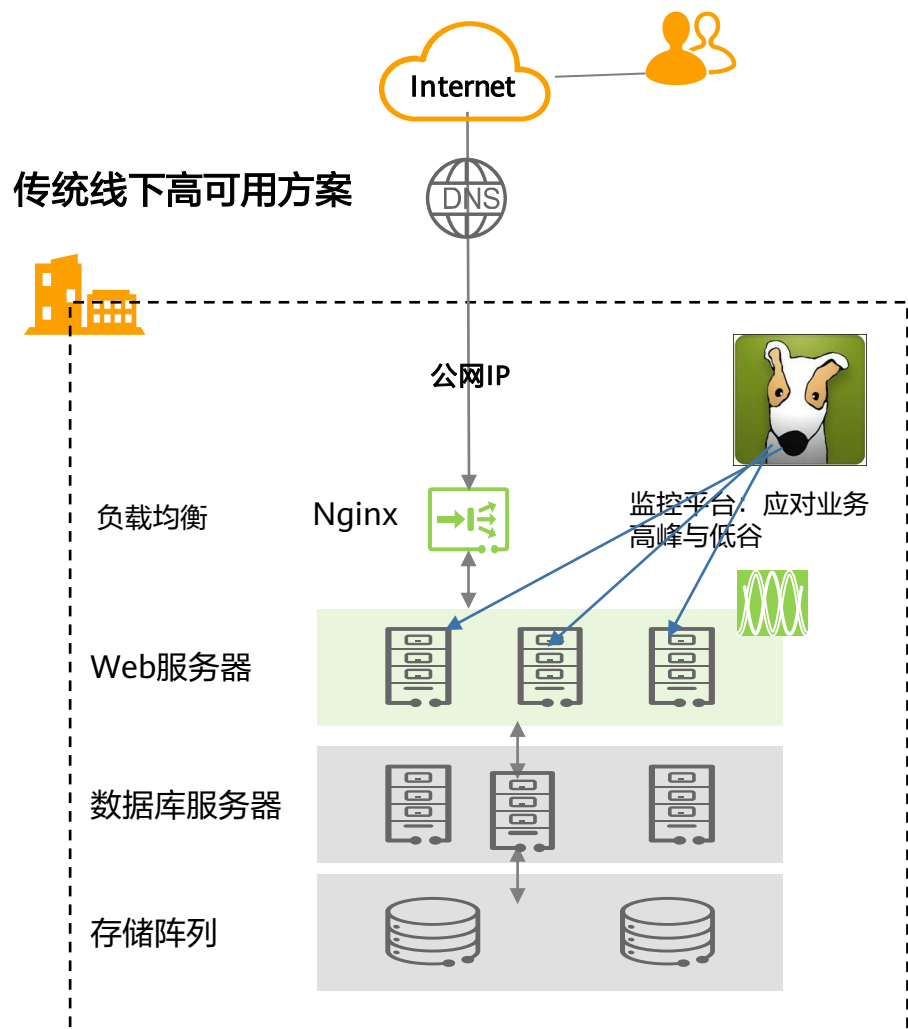 Internet
传统线下高可用方案
DNS
公网IP
负载均衡
Nginx
监控平台：应对业务
高峰与低谷
Web服务器
数据库服务器
存储阵列